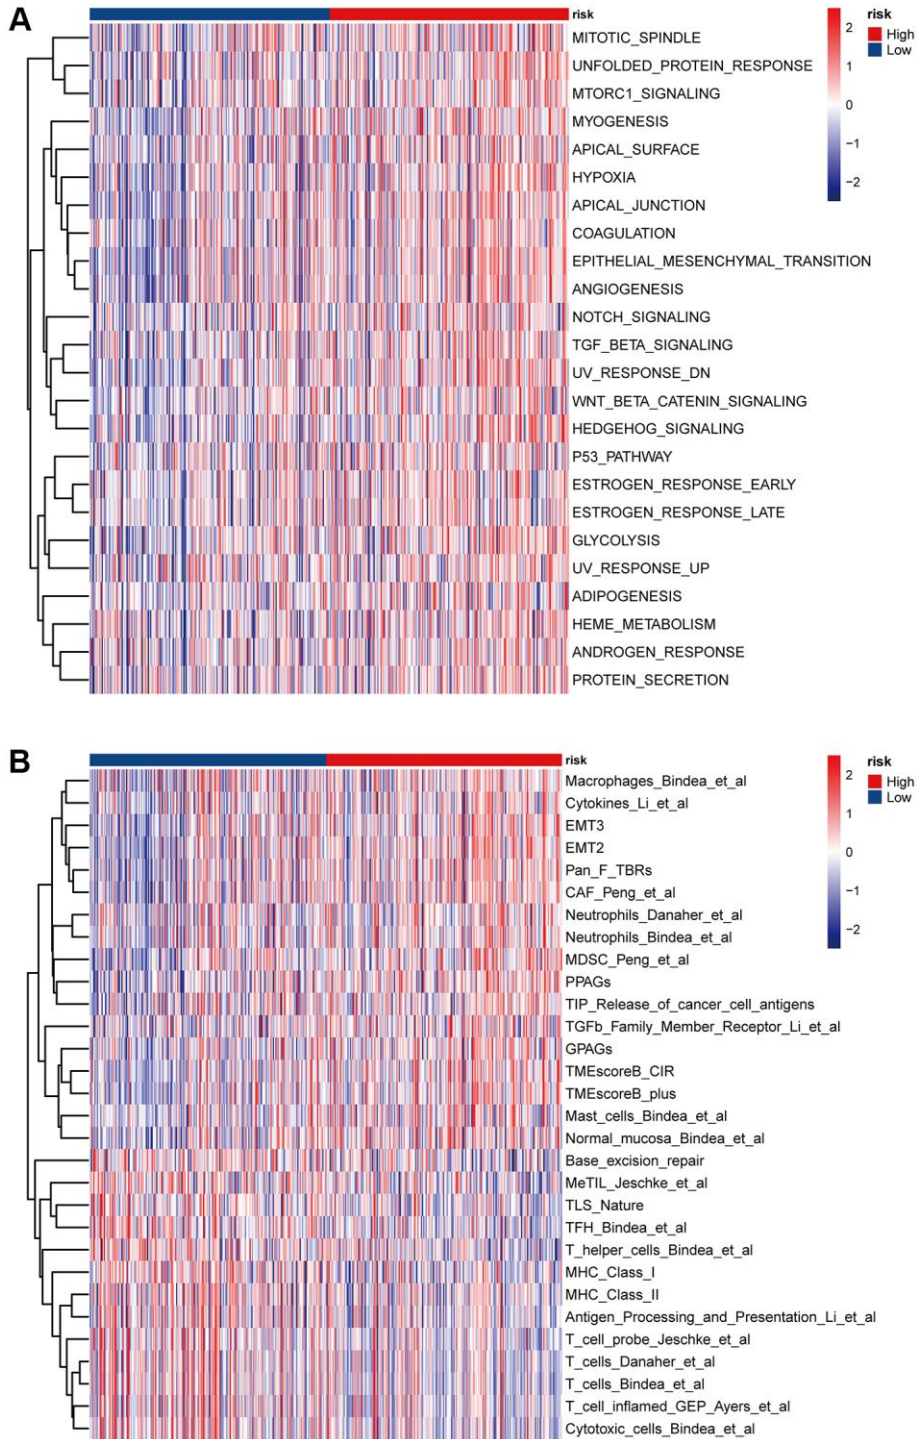 A
risk
MITOTIC_SPINDLE
UNFOLDED_PROTEIN_RESPONSE
MTORC1_SIGNALING
MYOGENESIS
APICAL_SURFACE
HYPOXIA
APICAL_JUNCTION
COAGULATION
EPITHELIAL_MESENCHYMAL_TRANSITION
ANGIOGENESIS
NOTCH_SIGNALING
TGF_BETA_SIGNALING
UV_RESPONSE_DN
WNT_BETA_CATENIN_SIGNALING
HEDGEHOG_SIGNALING
P53_PATHWAY
ESTROGEN_RESPONSE_EARLY
ESTROGEN_RESPONSE_LATE
GLYCOLYSIS
UV_RESPONSE_UP
ADIPOGENESIS
HEME_METABOLISM
ANDROGEN_RESPONSE
PROTEIN_SECRETION
2
1
0
−1
−2
risk
High
Low
B
risk
Macrophages_Bindea_et_al
Cytokines_Li_et_al
EMT3
EMT2
Pan_F_TBRs
CAF_Peng_et_al
Neutrophils_Danaher_et_al
Neutrophils_Bindea_et_al
MDSC_Peng_et_al
PPAGs
TIP_Release_of_cancer_cell_antigens
TGFb_Family_Member_Receptor_Li_et_al
GPAGs
TMEscoreB_CIR
TMEscoreB_plus
Mast_cells_Bindea_et_al
Normal_mucosa_Bindea_et_al
Base_excision_repair
MeTIL_Jeschke_et_al
TLS_Nature
TFH_Bindea_et_al
T_helper_cells_Bindea_et_al
MHC_Class_I
MHC_Class_II
Antigen_Processing_and_Presentation_Li_et_al
T_cell_probe_Jeschke_et_al
T_cells_Danaher_et_al
T_cells_Bindea_et_al
T_cell_inflamed_GEP_Ayers_et_al
Cytotoxic_cells_Bindea_et_al
2
1
0
−1
−2
risk
High
Low